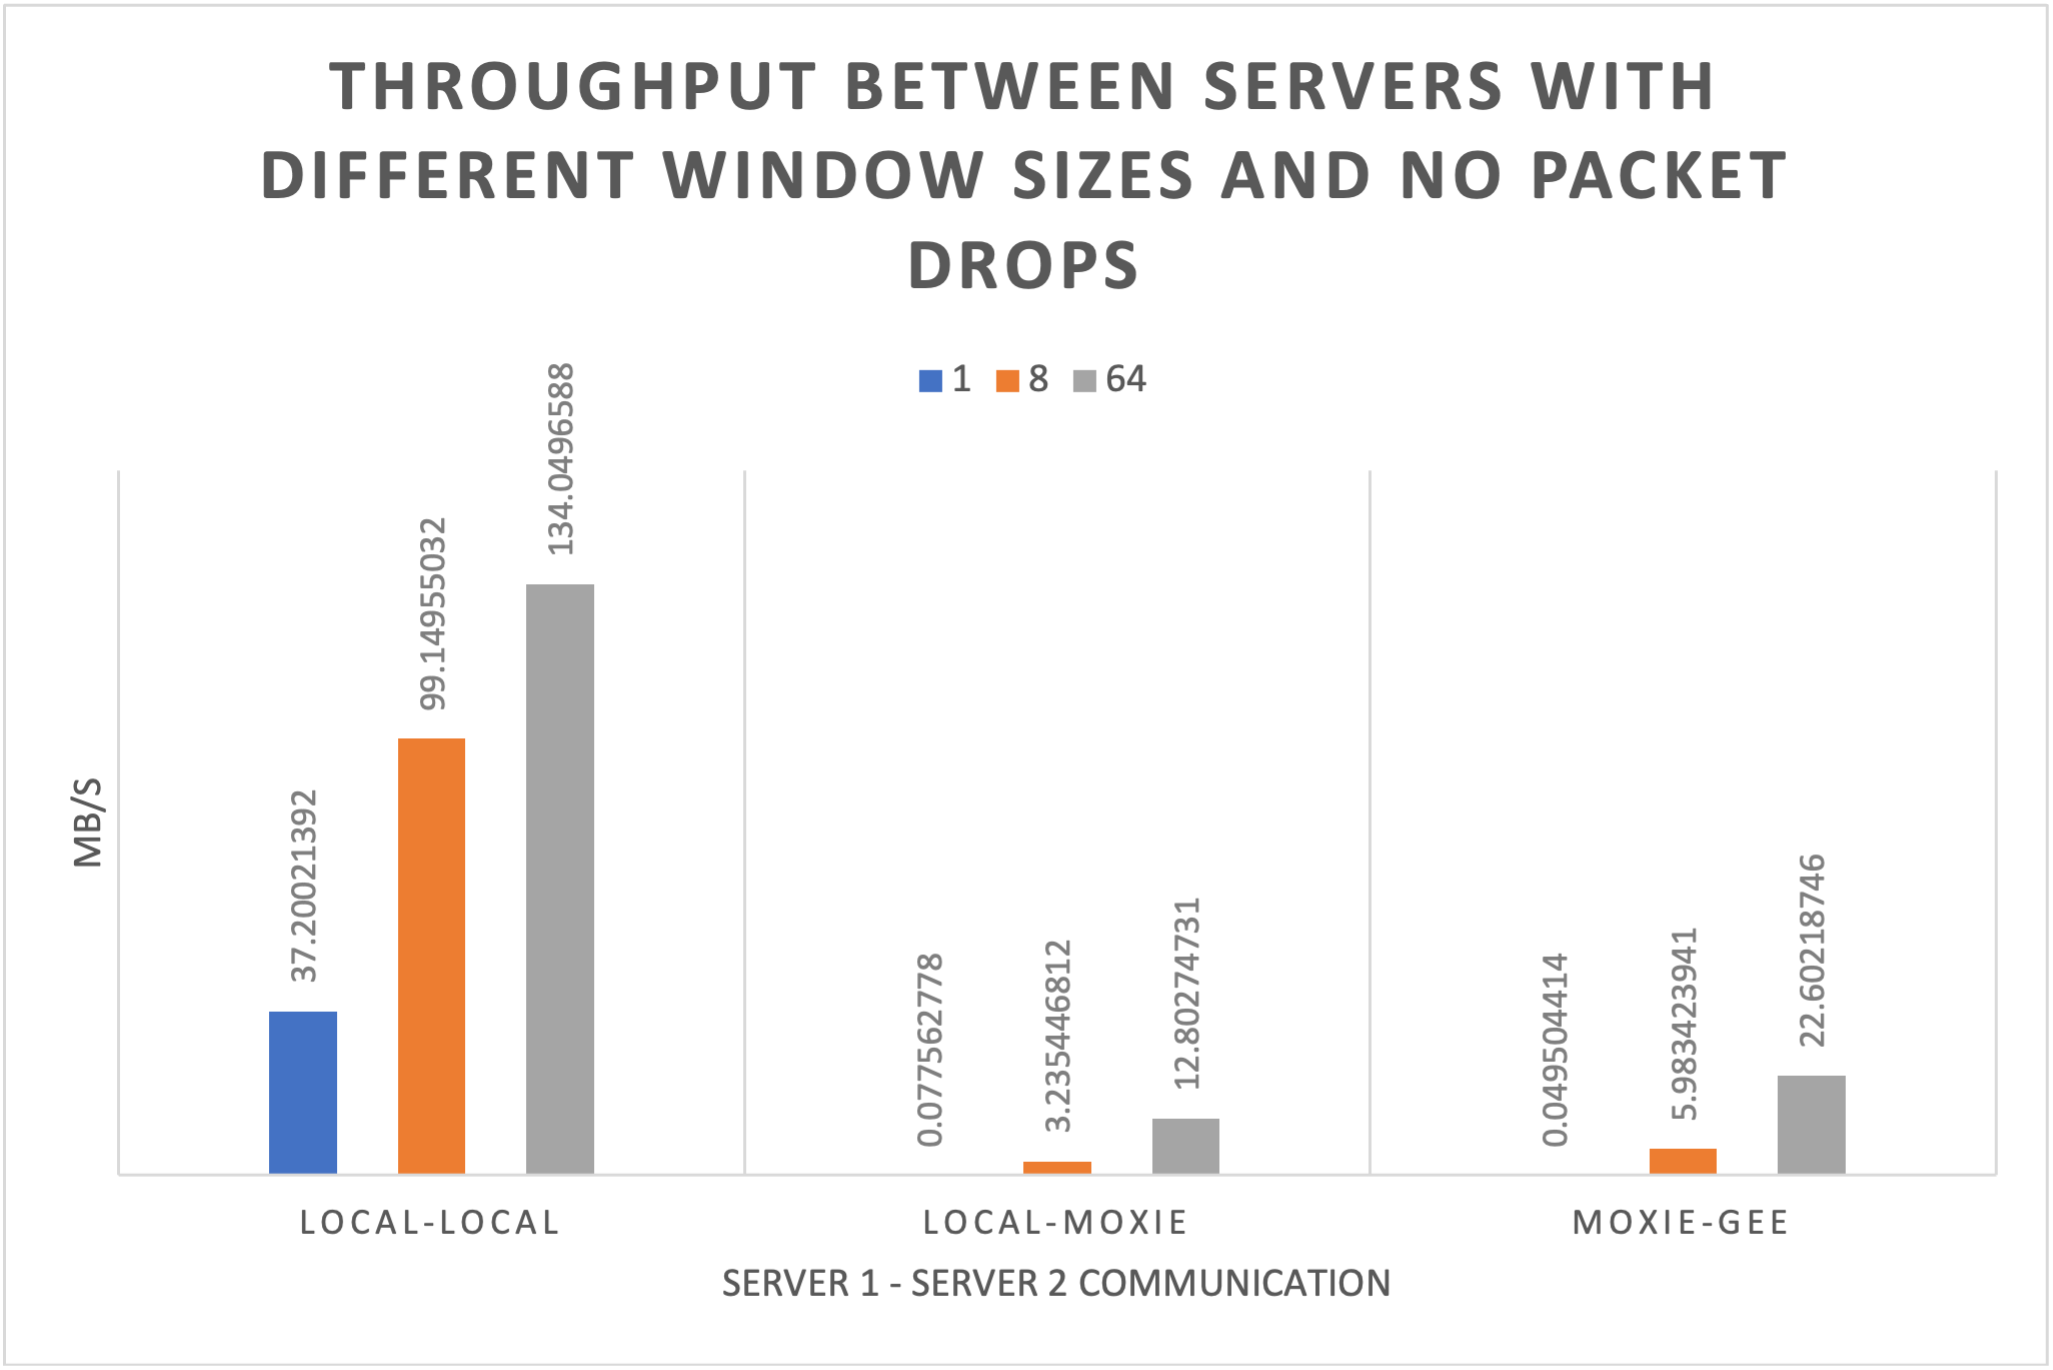 THROUGHPUT BETWEEN SERVERS WITH
DIFFERENT WINDOW SIZES AND NO PACKET
DROPS
1 8 64
MB/S
37.20021392
99.14955032
134.0496588
0.077562778
3.235446812
12.80274731
0.049504414
5.983423941
22.60218746
LOCAL-LOCAL
LOCAL-MOXIE
MOXIE-GEE
SERVER 1 - SERVER 2 COMMUNICATION